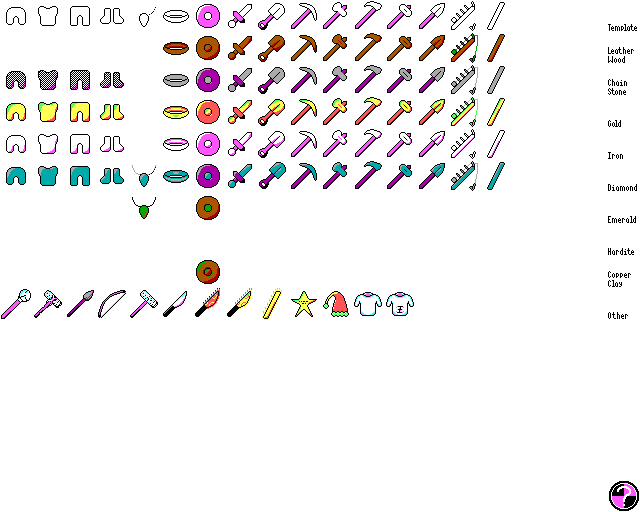 Template
Leather
Wood
Chain
Stone
Gold
Iron
Diamond
Emerald
Hardite
Copper
Clay
Other